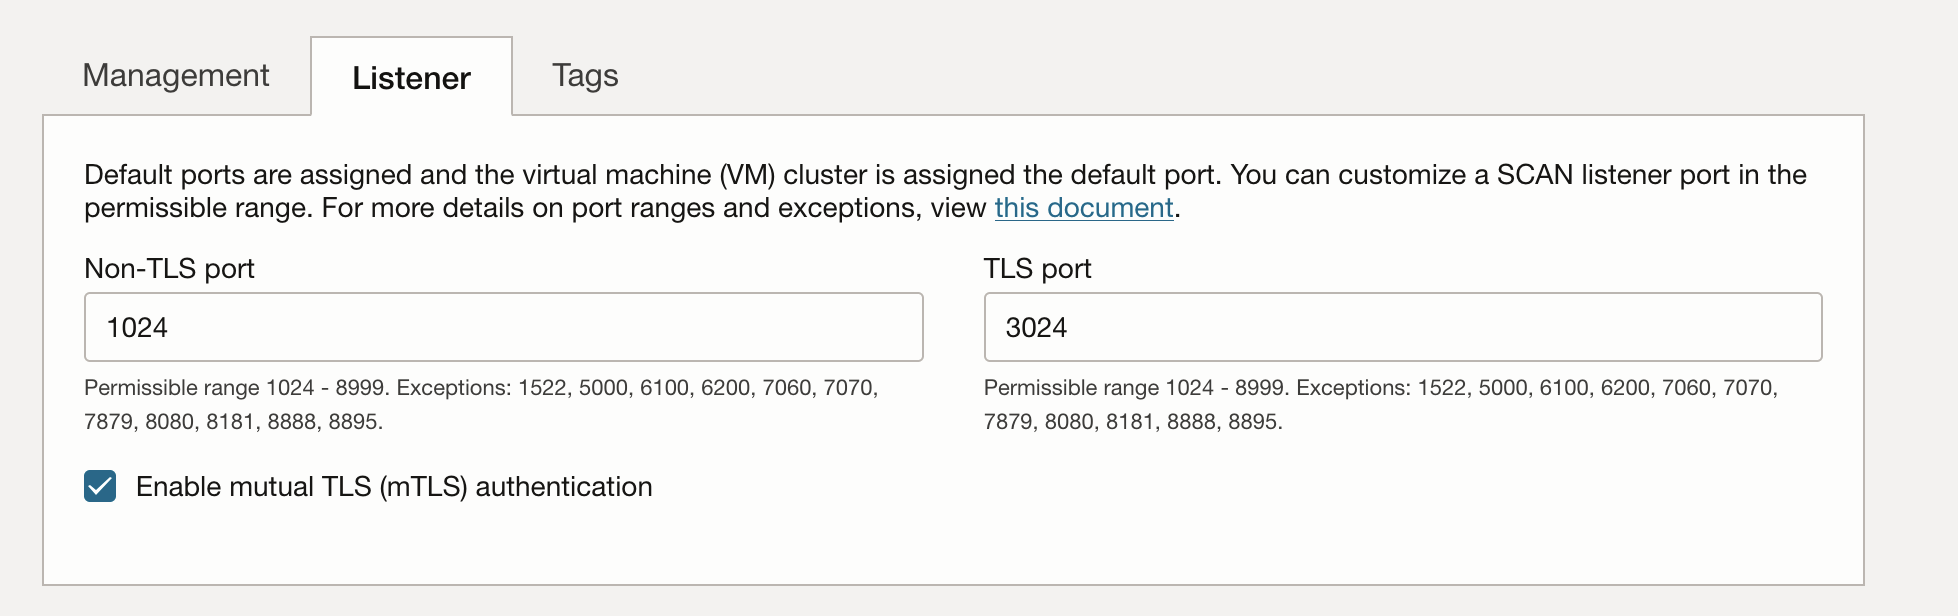 Management
Listener
Tags
Default ports are assigned and the virtual machine (VM) cluster is assigned the default port. You can customize a SCAN listener port in the
permissible range. For more details on port ranges and exceptions, view this document.
Non-TLS port
TLS port
1024
3024
Permissible range 1024 - 8999. Exceptions: 1522, 5000, 6100, 6200, 7060, 7070,
7879, 8080, 8181, 8888, 8895.
Permissible range 1024 - 8999. Exceptions: 1522, 5000, 6100, 6200, 7060, 7070,
7879, 8080, 8181, 8888, 8895.
Enable mutual TLS (mTLS) authentication